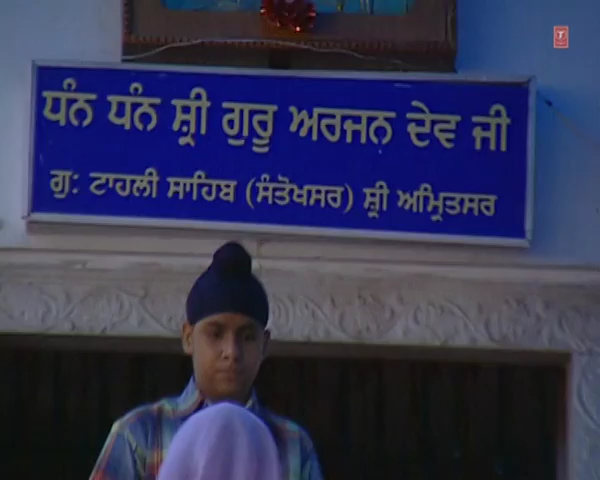 ਧੰਨ ਧੰਨ ਸ਼੍ਰੀ ਗੁਰੂ ਅਰਜਨ ਦੇਵ ਜੀ
ਗੁ: ਟਾਹਲੀ ਸਾਹਿਬ (ਸੰਤੋਖਸਰ) ਸ਼੍ਰੀ ਅਮ੍ਰਿਤਸਰ